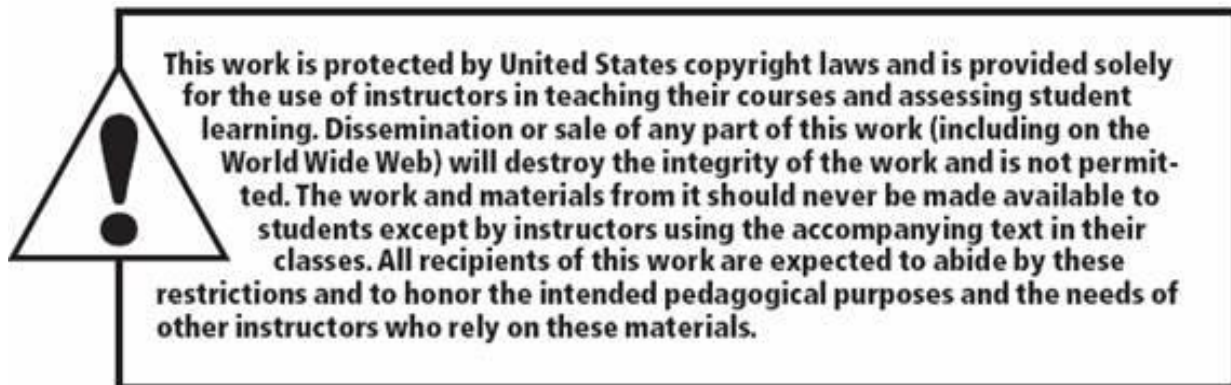 This work is protected by United States copyright laws and is provided solely
for the use of instructors in teaching their courses and assessing student
learning. Dissemination or sale of any part of this work (including on the
World Wide Web) will destroy the integrity of the work and is not permit-
ted. The work and materials from it should never be made available to
students except by instructors using the accompanying text in their
classes. All recipients of this work are expected to abide by these
restrictions and to honor the intended pedagogical purposes and the needs of
other instructors who rely on these materials.